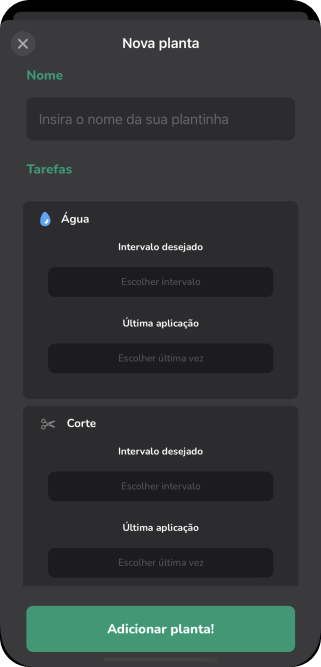 Nova planta
Nome
Insira o nome da sua plantinha
Tarefas
Água
Intervalo desejado
Escolher intervalo
Última aplicação
Escolher última vez
Corte
Intervalo desejado
Escolher intervalo
Última aplicação
Escolher última vez
Adicionar planta!